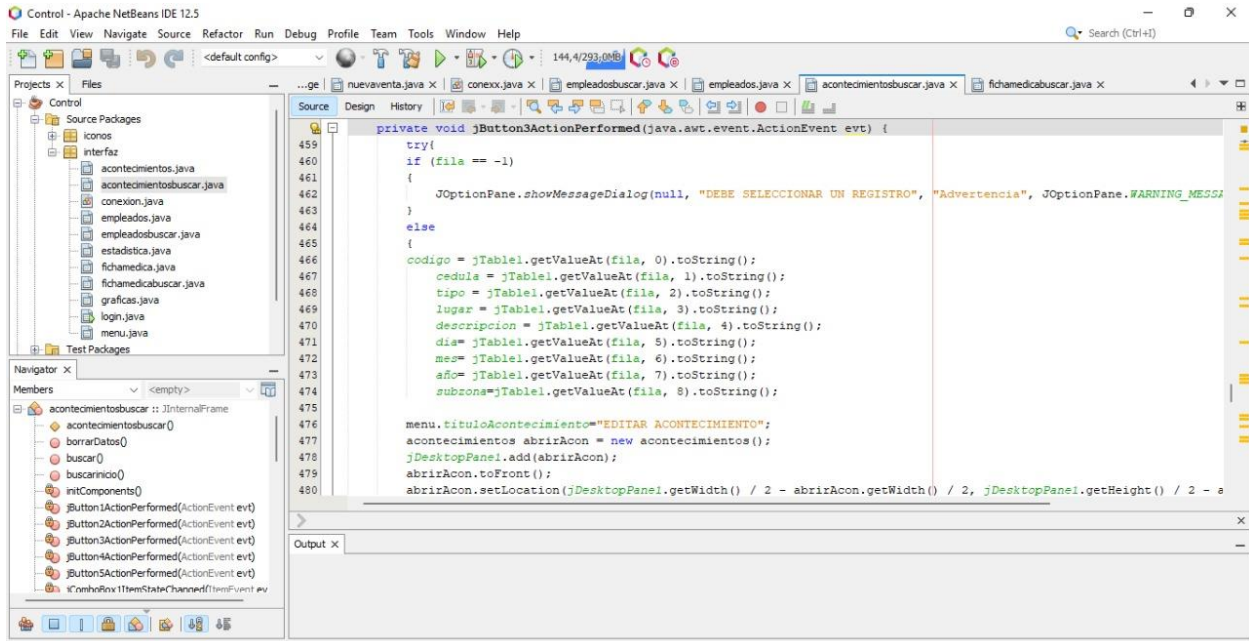 Control - Apache NetBeans IDE 12.5
File Edit View Navigate Source Refactor Run Debug Profile Team Tools Window Help
Search (Ctrl+I)
<default config>
144,4/293,0MB
Projects Files
Control
Source Packages
iconos
interfaz
acontecimientos.java
acontecimientosbuscar.java
conexion.java
empleados.java
empleadosbuscar.java
estadistica.java
fichamedica.java
fichamedicabuscar.java
graficas.java
login.java
menu.java
Test Packages
Navigator
Members <empty>
acontecimientosbuscar :: JInternalFrame
acontecimientosbuscar()
borrarDatos()
buscar()
buscarinicio()
initComponents()
jButton1ActionPerformed(ActionEvent evt)
jButton2ActionPerformed(ActionEvent evt)
jButton3ActionPerformed(ActionEvent evt)
jButton4ActionPerformed(ActionEvent evt)
jButton5ActionPerformed(ActionEvent evt)
jComboBox1ItemStateChanged(ItemEvent ev
...ge nuevaventa.java conexx.java empleadosbuscar.java empleados.java acontecimientosbuscar.java fichamedicabuscar.java
Source Design History
private void jButton3ActionPerformed(java.awt.event.ActionEvent evt) {
459 try{
460 if (fila == -1)
461 {
462 JOptionPane.showMessageDialog(null, "DEBE SELECCIONAR UN REGISTRO", "Advertencia", JOptionPane.WARNING_MESSA
463 }
464 else
465 {
466 codigo = jTable1.getValueAt(fila, 0).toString();
467 cedula = jTable1.getValueAt(fila, 1).toString();
468 tipo = jTable1.getValueAt(fila, 2).toString();
469 lugar = jTable1.getValueAt(fila, 3).toString();
470 descripcion = jTable1.getValueAt(fila, 4).toString();
471 dia= jTable1.getValueAt(fila, 5).toString();
472 mes= jTable1.getValueAt(fila, 6).toString();
473 año= jTable1.getValueAt(fila, 7).toString();
474 subzona=jTable1.getValueAt(fila, 8).toString();
475
476 menu.tituloAcontecimiento="EDITAR ACONTECIMIENTO";
477 acontecimientos abrirAcon = new acontecimientos();
478 jDesktopPane1.add(abrirAcon);
479 abrirAcon.toFront();
480 abrirAcon.setLocation(jDesktopPane1.getWidth() / 2 - abrirAcon.getWidth() / 2, jDesktopPane1.getHeight() / 2 - a
Output